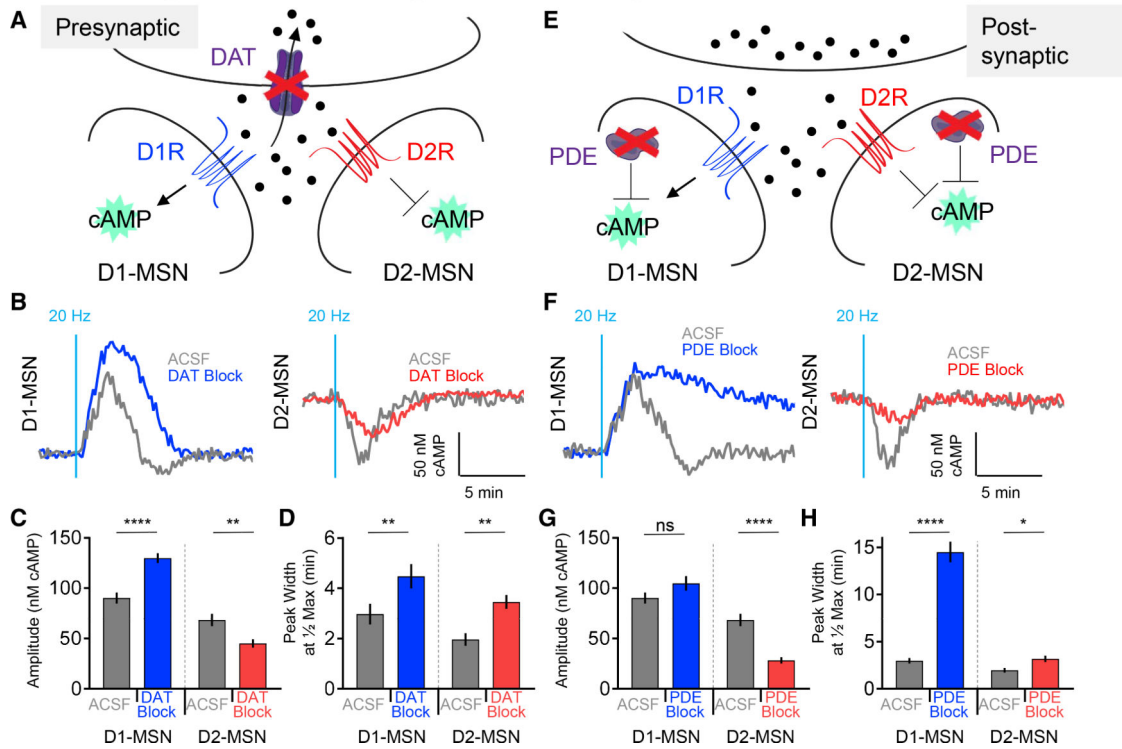 A
Presynaptic
DAT
D1R
D2R
cAMP
cAMP
D1-MSN
D2-MSN
E
Post-
synaptic
D1R
D2R
PDE
PDE
cAMP
cAMP
D1-MSN
D2-MSN
B
20 Hz
D1-MSN
ACSF
DAT Block
20 Hz
D2-MSN
ACSF
DAT Block
50 nM
cAMP
5 min
F
20 Hz
D1-MSN
ACSF
PDE Block
20 Hz
D2-MSN
ACSF
PDE Block
50 nM
cAMP
5 min
C
Amplitude (nM cAMP)
150
100
50
0
****
**
ACSF
DAT
Block
ACSF
DAT
Block
D1-MSN
D2-MSN
D
Peak Width
at ½ Max (min)
6
4
2
0
**
**
ACSF
DAT
Block
ACSF
DAT
Block
D1-MSN
D2-MSN
G
Amplitude (nM cAMP)
150
100
50
0
ns
****
ACSF
PDE
Block
ACSF
PDE
Block
D1-MSN
D2-MSN
H
Peak Width
at ½ Max (min)
15
10
5
0
****
*
ACSF
PDE
Block
ACSF
PDE
Block
D1-MSN
D2-MSN